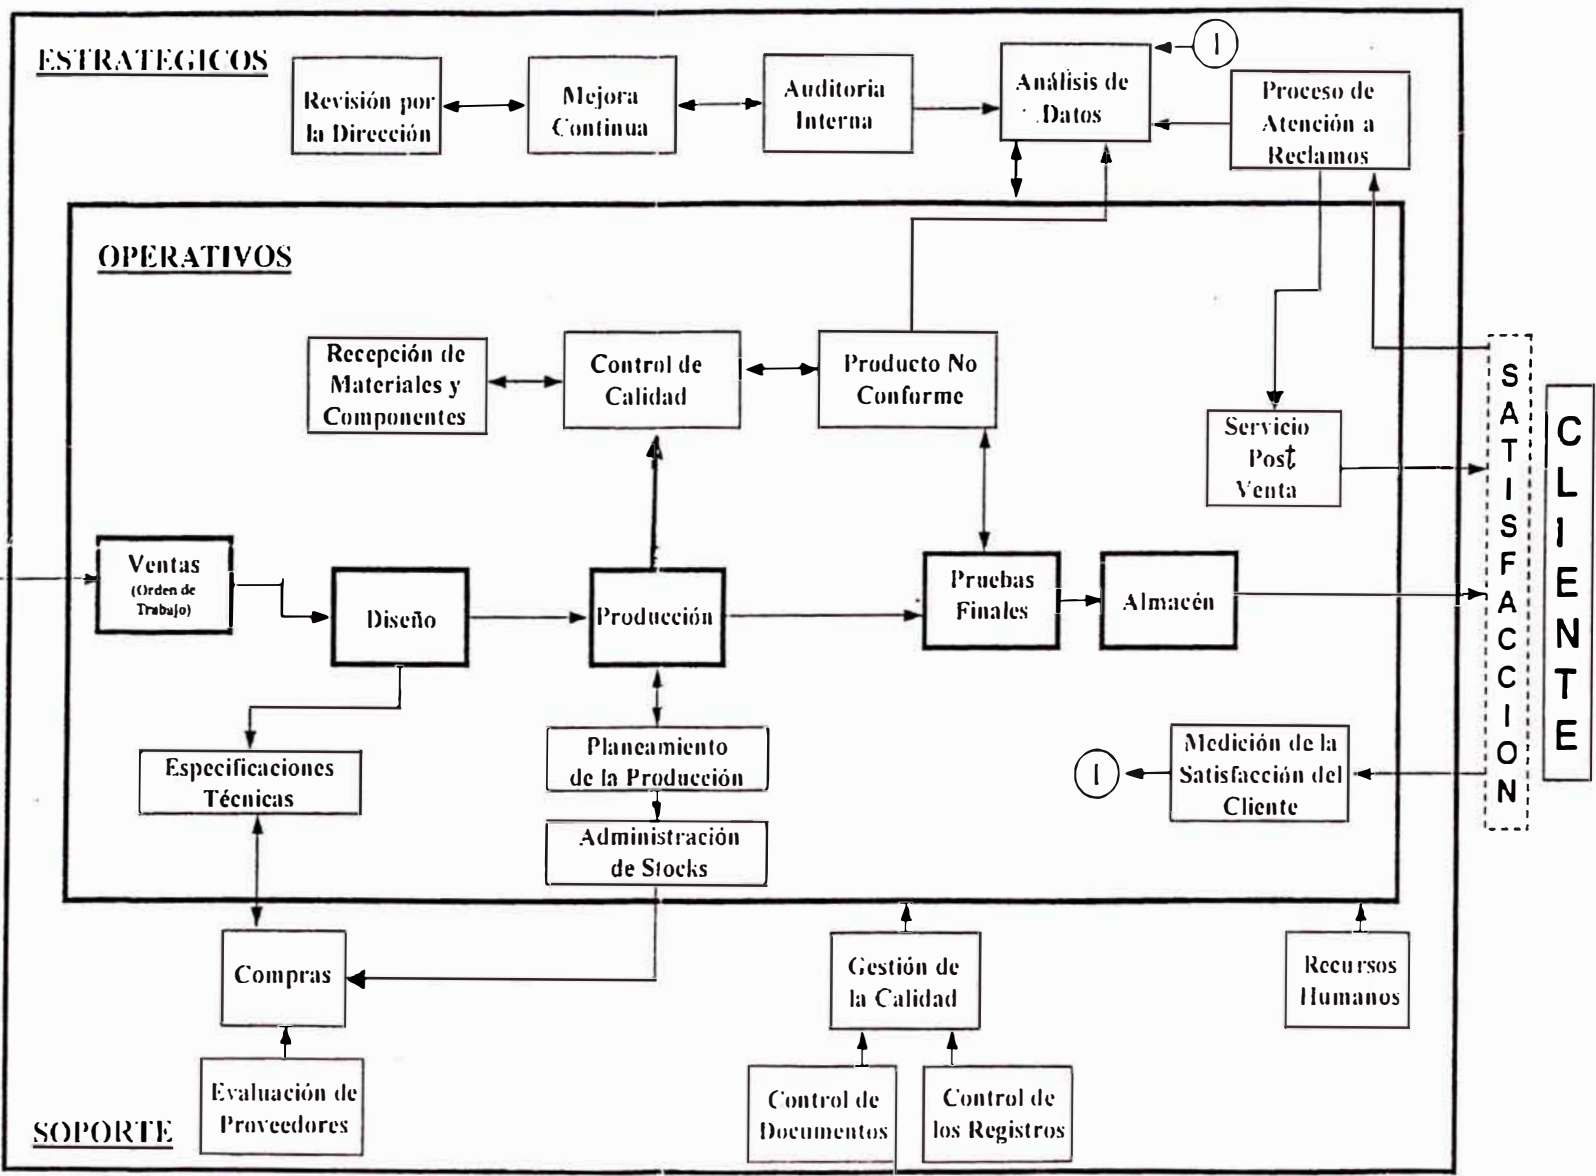 ESTRATEGICOS
Revisión por
la Dirección
Mejora
Continua
Auditoria
Interna
Análisis de
Datos
1
Proceso de
Atención a
Reclamos
OPERATIVOS
Recepción de
Materiales y
Componentes
Control de
Calidad
Producto No
Conforme
Servicio
Post
Venta
Ventas
(Orden de
Trabajo)
Diseño
Producción
Pruebas
Finales
Almacén
Especificaciones
Técnicas
Planeamiento
de la Producción
Administración
de Stocks
1
Medición de la
Satisfacción del
Cliente
SATISFACCION
CLIENTE
Compras
Evaluación de
Proveedores
Gestión de
la Calidad
Control de
Documentos
Control de
los Registros
Recursos
Humanos
SOPORTE